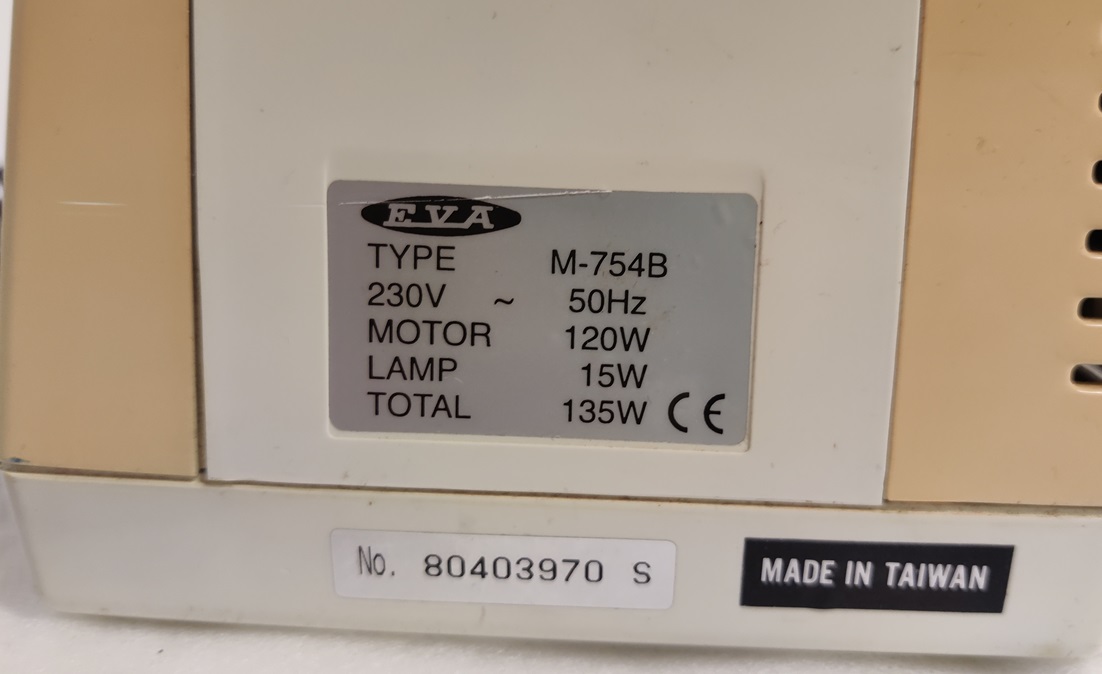 EVA
TYPE M-754B
230V ~ 50Hz
MOTOR 120W
LAMP 15W
TOTAL 135W CE
No. 80403970 S
MADE IN TAIWAN